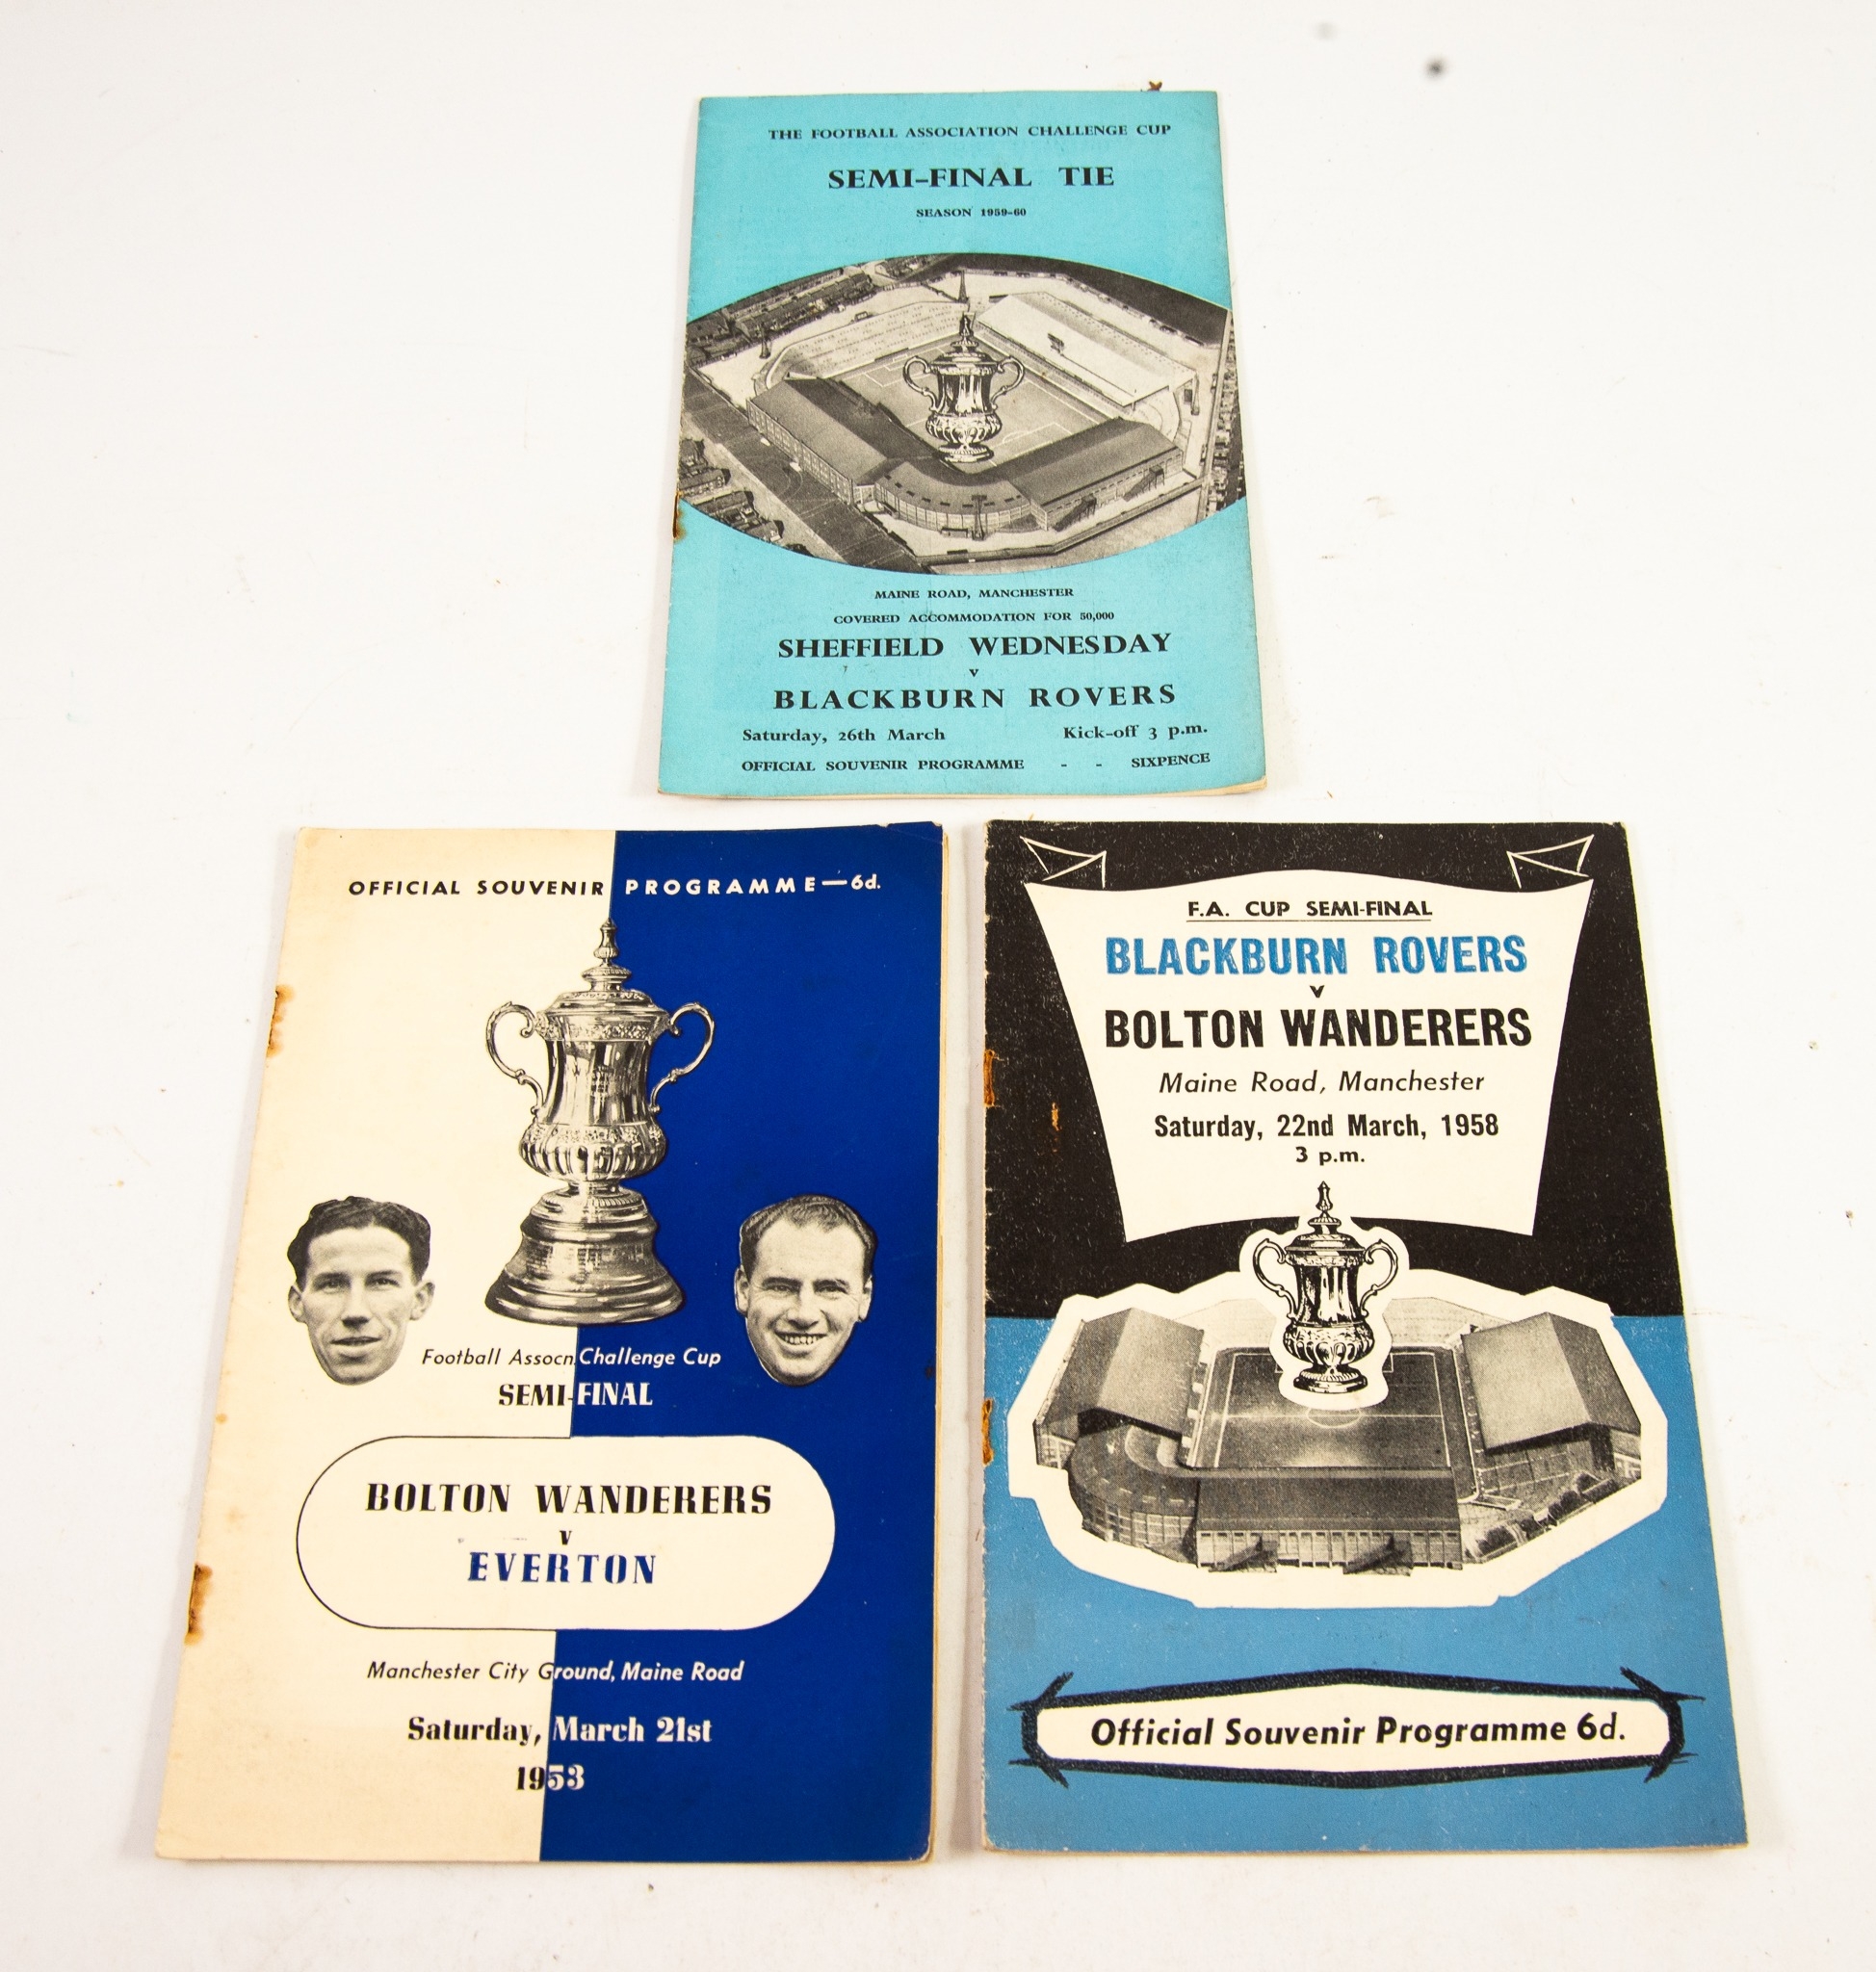 THE FOOTBALL ASSOCIATION CHALLENGE CUP
SEMI-FINAL TIE
SEASON 1959-60
MAINE ROAD, MANCHESTER
COVERED ACCOMMODATION FOR 50,000
SHEFFIELD WEDNESDAY
v
BLACKBURN ROVERS
Saturday, 26th March Kick-off 3 p.m.
OFFICIAL SOUVENIR PROGRAMME - - SIXPENCE
OFFICIAL SOUVENIR PROGRAMME—6d.
Football Assocn. Challenge Cup
SEMI-FINAL
BOLTON WANDERERS
v
EVERTON
Manchester City Ground, Maine Road
Saturday, March 21st
1953
F.A. CUP SEMI-FINAL
BLACKBURN ROVERS
v
BOLTON WANDERERS
Maine Road, Manchester
Saturday, 22nd March, 1958
3 p.m.
Official Souvenir Programme 6d.